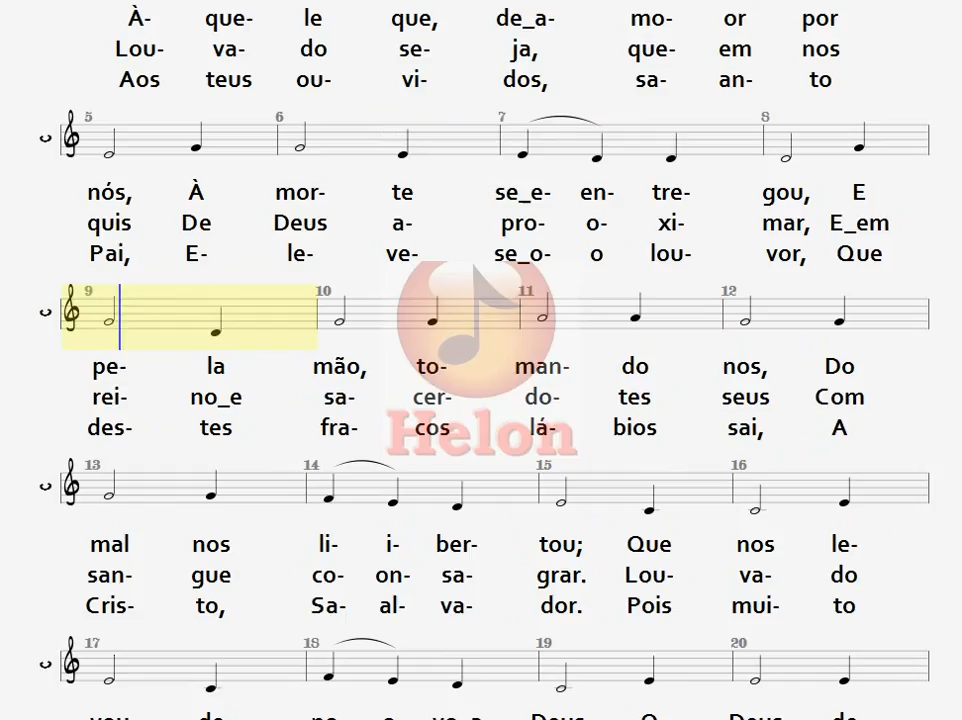 À- que- le que, de_a- mo- or por
Lou- va- do se- ja, que- em nos
Aos teus ou- vi- dos, sa- an- to
5 6 7 8
nós, À mor- te se_e- en- tre- gou, E
quis De Deus a- pro- o- xi- mar, E_em
Pai, E- le- ve- se_o- o lou- vor, Que
9 10 11 12
pe- la mão, to- man- do nos, Do
rei- no_e sa- cer- do- tes seus Com
des- tes fra- cos lá- bios sai, A
Helon
13 14 15 16
mal nos li- i- ber- tou; Que nos le-
san- gue co- on- sa- grar. Lou- va- do
Cris- to, Sa- al- va- dor. Pois mui- to
17 18 19 20